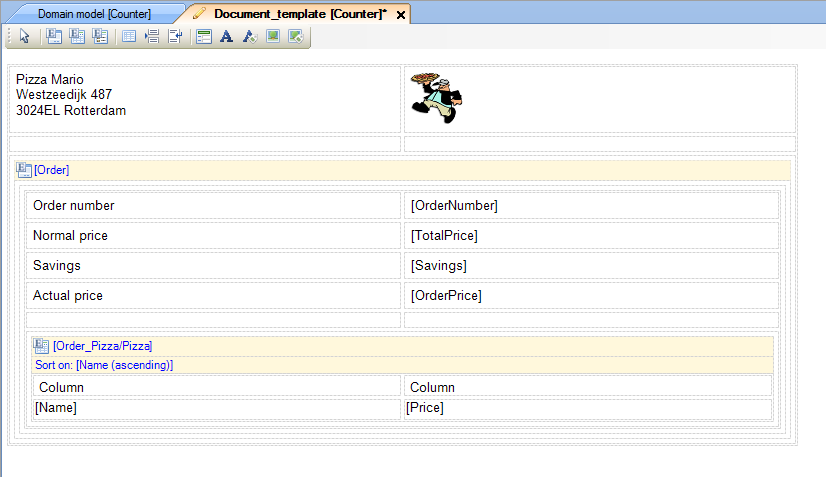 Domain model [Counter]
Document_template [Counter]*
Pizza Mario
Westzeedijk 487
3024EL Rotterdam
[Order]
Order number [OrderNumber]
Normal price [TotalPrice]
Savings [Savings]
Actual price [OrderPrice]
[Order_Pizza/Pizza]
Sort on: [Name (ascending)]
Column Column
[Name] [Price]